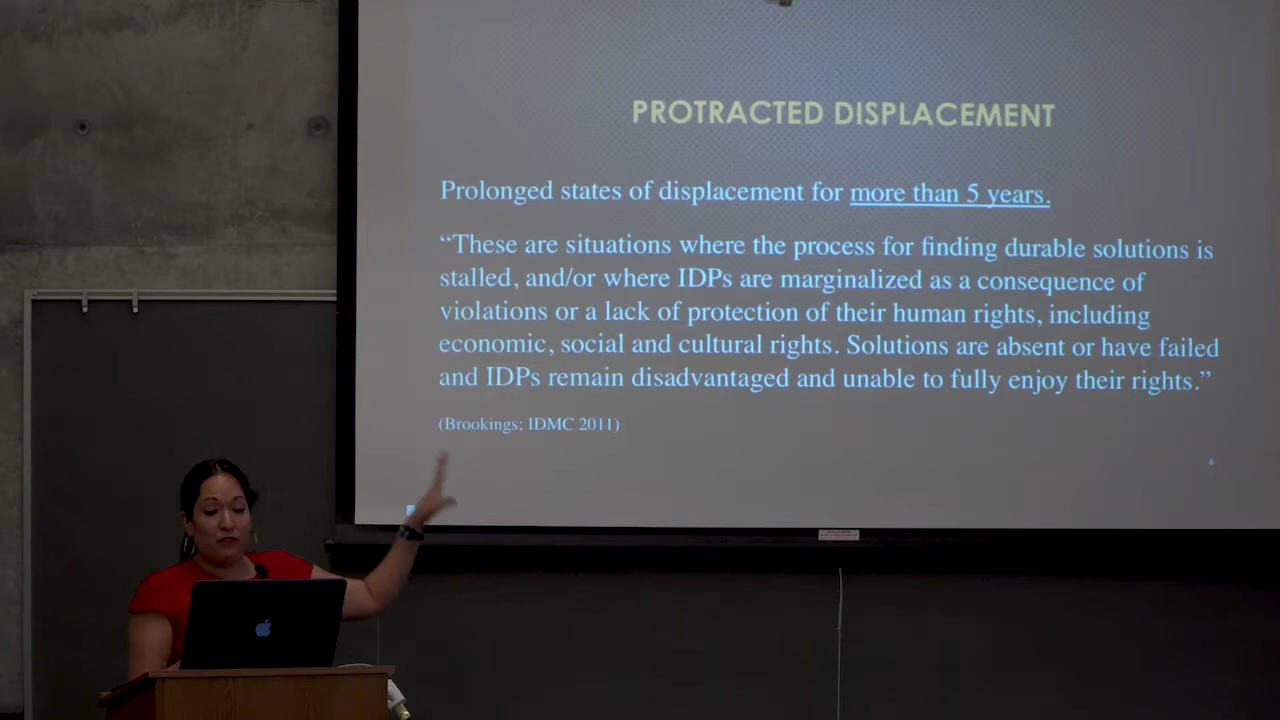 PROTRACTED DISPLACEMENT
Prolonged states of displacement for more than 5 years.
“These are situations where the process for finding durable solutions is
stalled, and/or where IDPs are marginalized as a consequence of
violations or a lack of protection of their human rights, including
economic, social and cultural rights. Solutions are absent or have failed
and IDPs remain disadvantaged and unable to fully enjoy their rights.”
(Brookings; IDMC 2011)
6